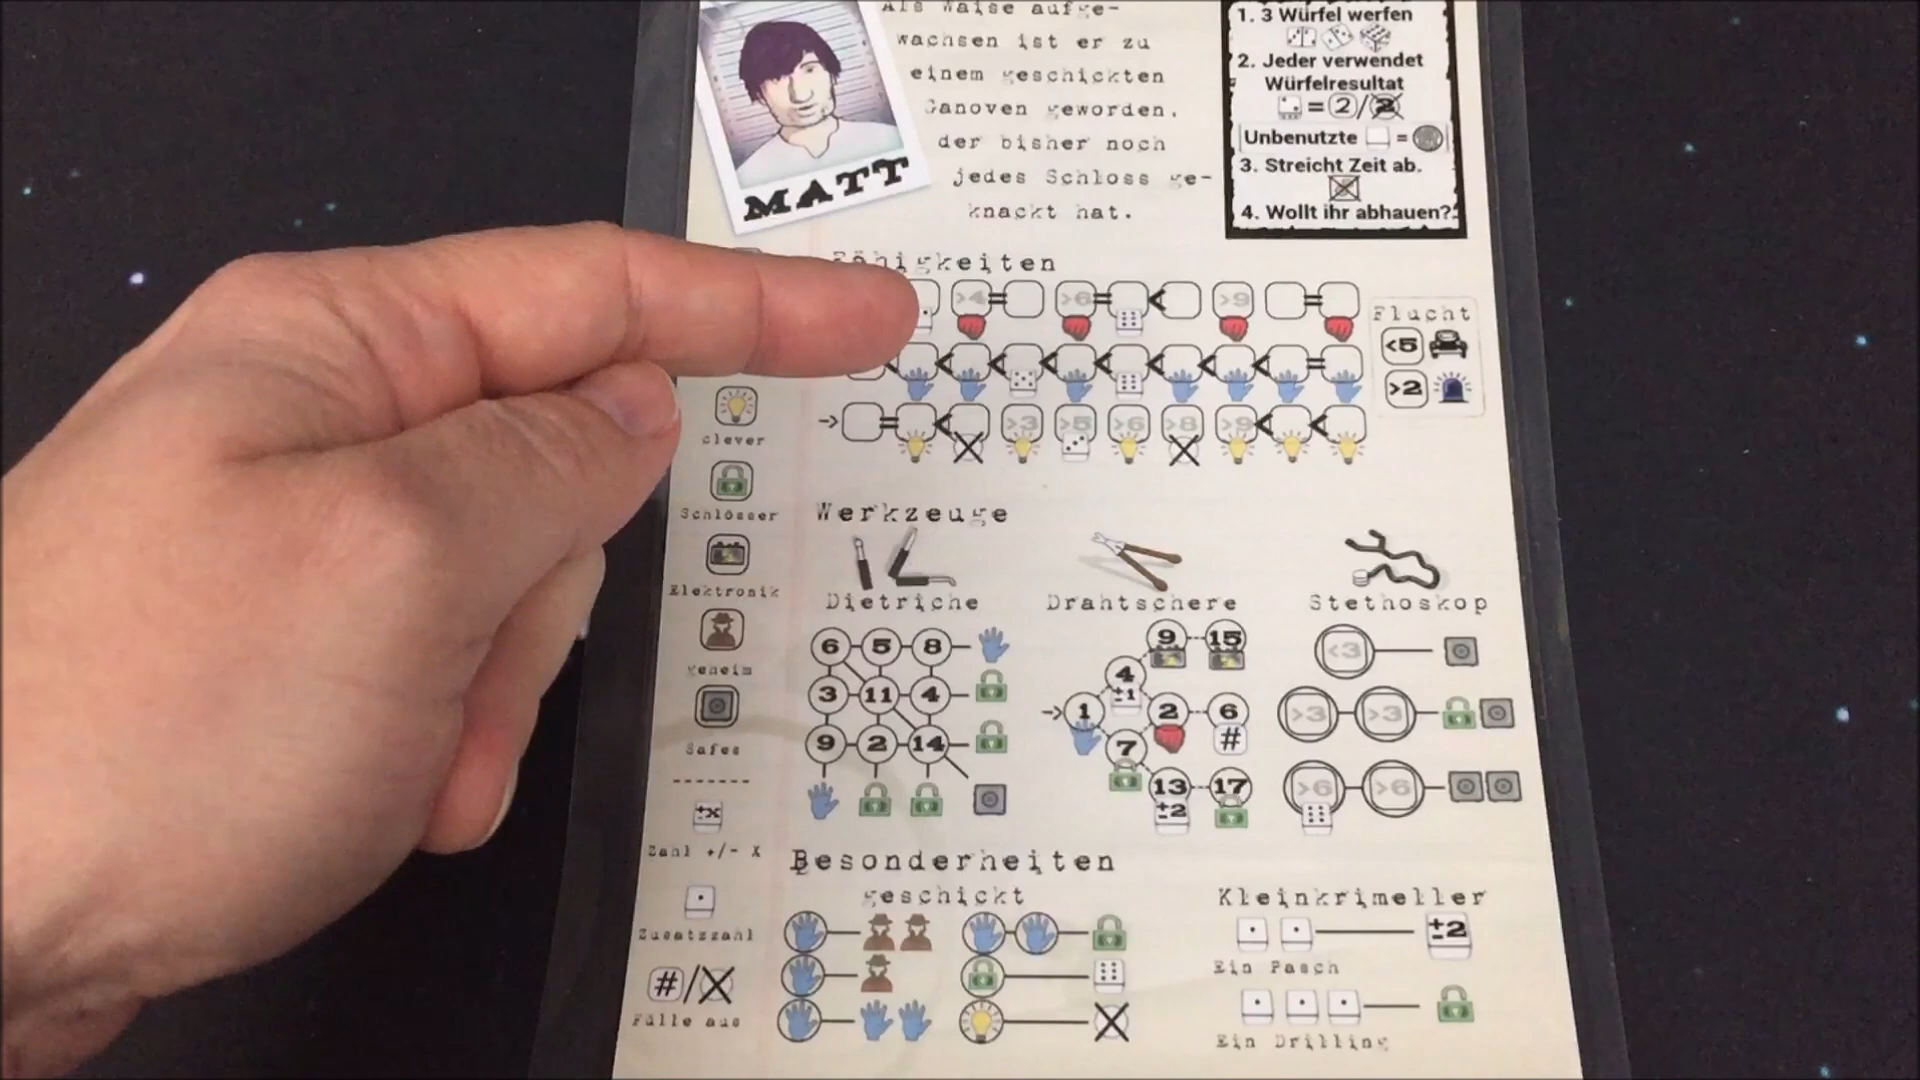 Als Waise aufge-
wachsen ist er zu
einem geschickten
Ganoven geworden,
der bisher noch
jedes Schloss ge-
knackt hat.
MATT
1. 3 Würfel werfen
2. Jeder verwendet
Würfelresultat
=2/2
Unbenutzte =
3. Streicht Zeit ab.
4. Wollt ihr abhauen?
Fähigkeiten
>4 = >6 = < >9 =
< < < < < < < < =
-> = < >3 >5 >6 >8 >9 < <
Flucht
<5
>2
clever
Schlösser
Elektronik
geheim
Safes
-------
±x
Zahl +/- X
Zusatzzahl
#/X
Fülle aus
Werkzeuge
Dietriche
6 5 8
3 11 4
9 2 14
Drahtschere
9 15
4
±1
-> 1 2 6
#
7
13 17
±2
Stethoskop
<3
>3 >3
>6 >6
Besonderheiten
geschickt
Kleinkrimeller
±2
Ein Pasch
Ein Drilling